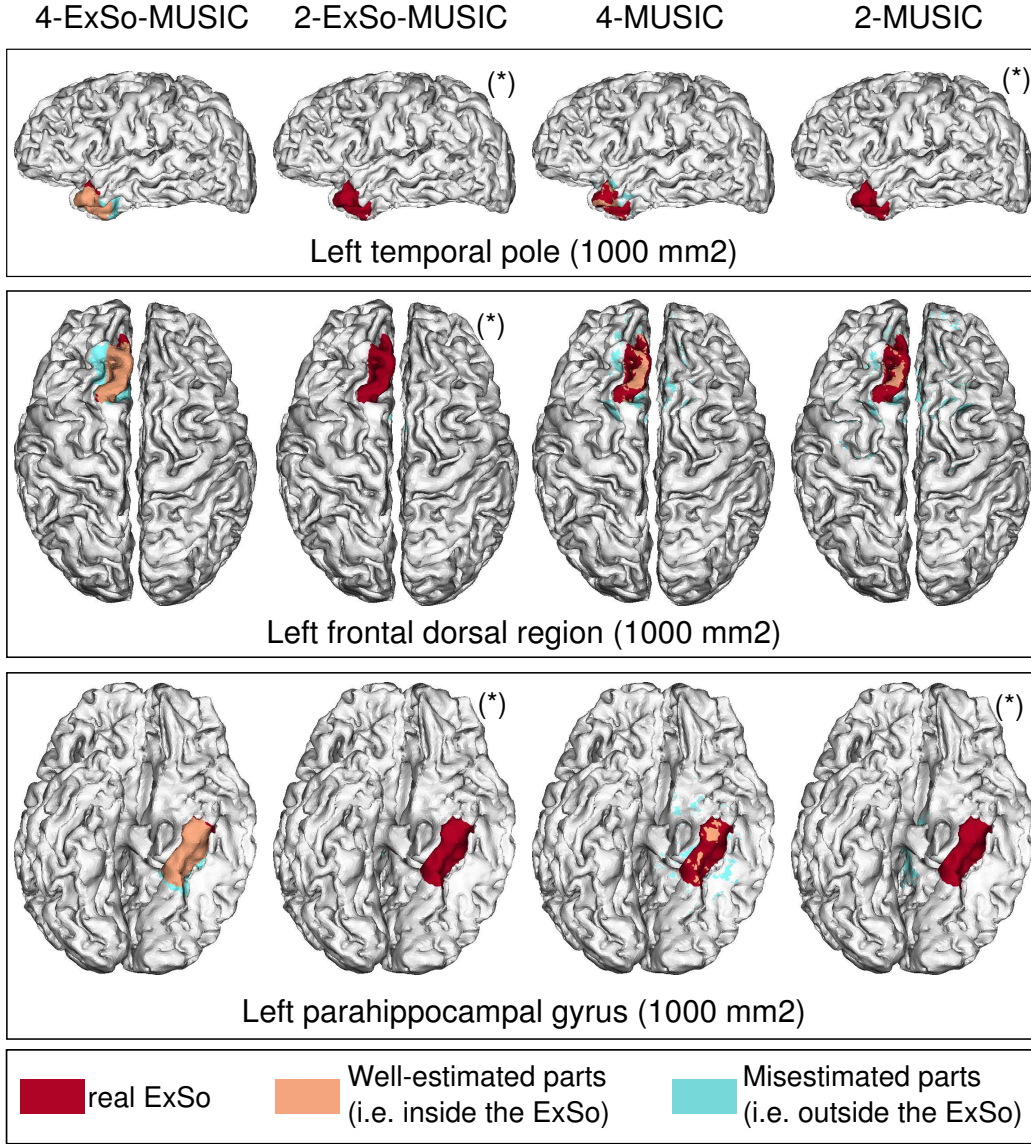 4-ExSo-MUSIC 2-ExSo-MUSIC 4-MUSIC 2-MUSIC
(*) (*)
Left temporal pole (1000 mm2)
(*)
Left frontal dorsal region (1000 mm2)
(*) (*)
Left parahippocampal gyrus (1000 mm2)
real ExSo
Well-estimated parts
(i.e. inside the ExSo)
Misestimated parts
(i.e. outside the ExSo)